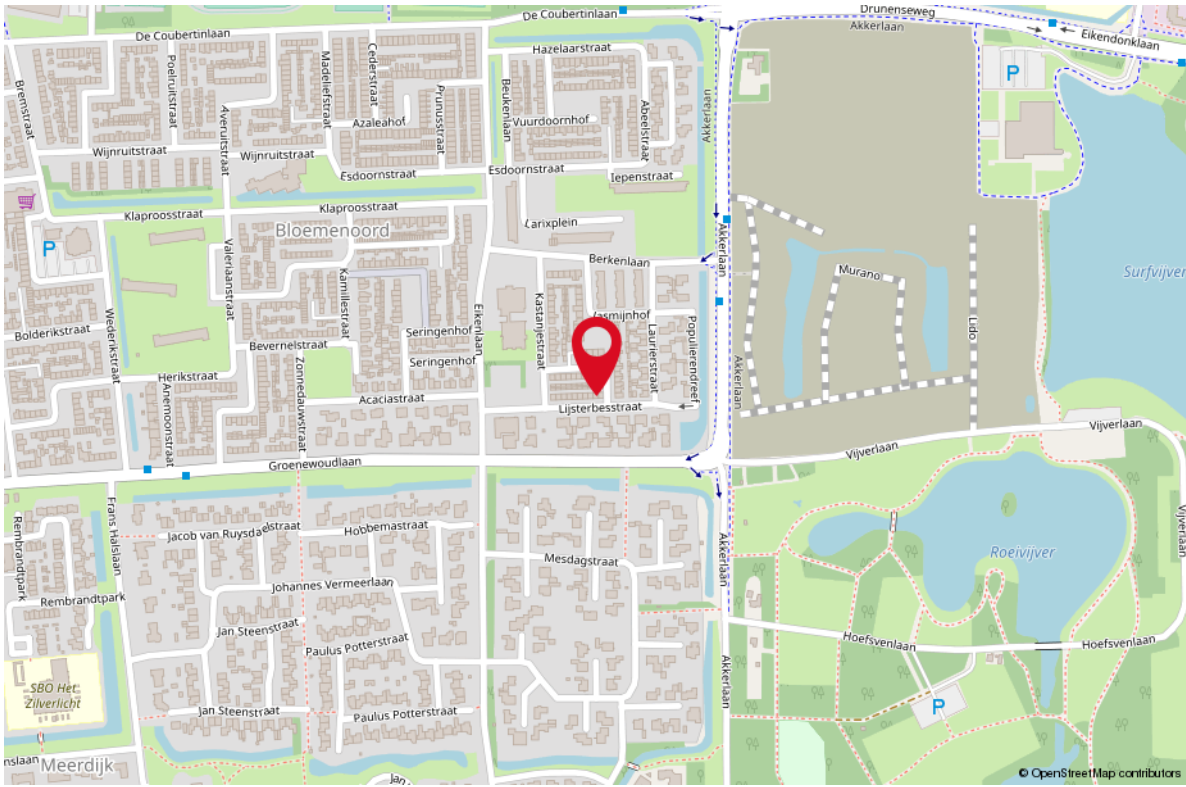 De Coubertinlaan
Drunenseweg
Akkerlaan
Eikendonklaan
De Coubertinlaan
Hazelaarstraat
Bremstraat
Poelruitstraat
Averuitstraat
Madeliefstraat
Cederstraat
Azaleahof
Prunusstraat
Beukenlaan
Vuurdoornhof
Abeelstraat
Akkerlaan
P
Wijnruitstraat
Wijnruitstraat
Esdoornstraat
Esdoornstraat
Iepenstraat
Klaproosstraat
Klaproosstraat
Bloemenoord
Larixplein
P
Valeriaanstraat
Kamillestraat
Berkenlaan
Akkerlaan
Murano
Surfvijver
Wederikstraat
Bolderikstraat
Bevernelstraat
Seringenhof
Seringenhof
Eikenlaan
Kastanjestraat
Jasmijnhof
Laurierstraat
Populierendreef
Akkerlaan
Lido
Herikstraat
Anemoonstraat
Zonnedauwstraat
Acaciastraat
Lijsterbesstraat
Groenewoudlaan
Vijverlaan
Vijverlaan
Vijverlaan
Rembrandtpark
Frans Halslaan
Jacob van Ruysdaelstraat
Hobbemastraat
Mesdagstraat
Akkerlaan
Roeivijver
Johannes Vermeerlaan
Rembrandtpark
Jan Steenstraat
Paulus Potterstraat
Hoefsvenlaan
Hoefsvenlaan
Akkerlaan
SBO Het
Zilverlicht
Jan Steenstraat
Paulus Potterstraat
P
nslaan
Meerdijk
Jan
© OpenStreetMap contributors